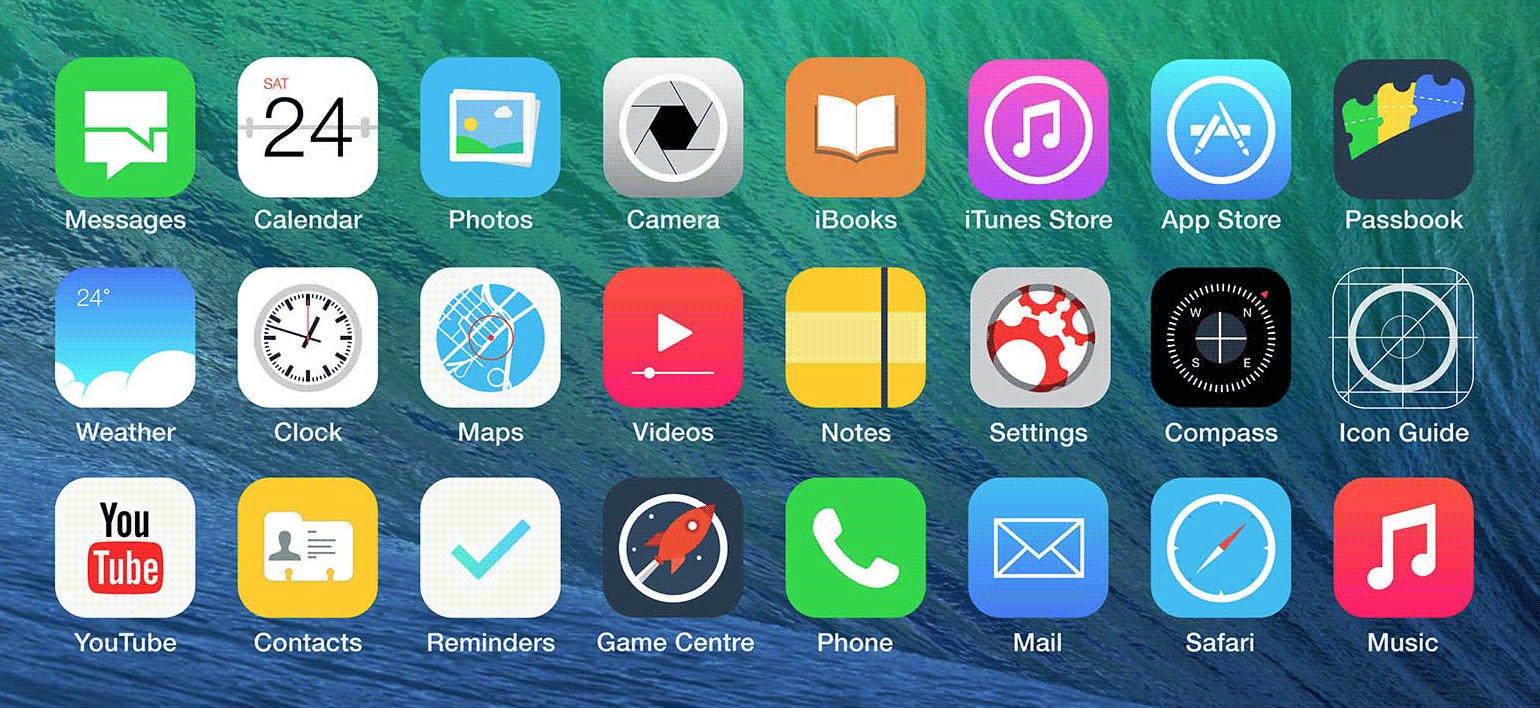 SAT
24
Messages Calendar Photos Camera iBooks iTunes Store App Store Passbook
24°
W N
S E
Weather Clock Maps Videos Notes Settings Compass Icon Guide
You
Tube
YouTube Contacts Reminders Game Centre Phone Mail Safari Music